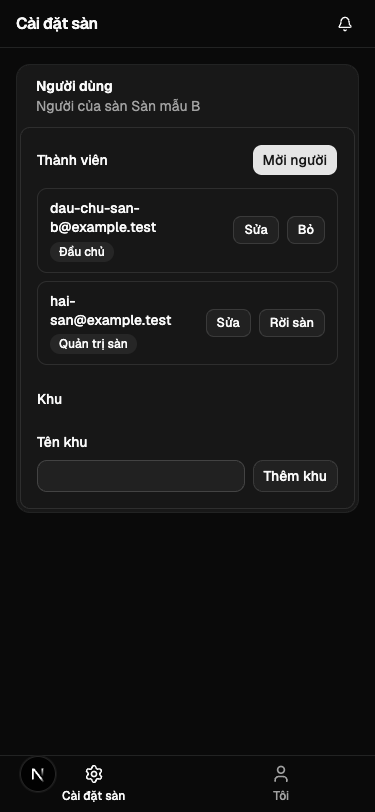 Cài đặt sàn
Người dùng
Người của sàn Sàn mẫu B
Thành viên
Mời người
dau-chu-san-
b@example.test
Sửa
Bỏ
Đầu chủ
hai-
san@example.test
Sửa
Rời sàn
Quản trị sàn
Khu
Tên khu
Thêm khu
N
Cài đặt sàn
Tôi